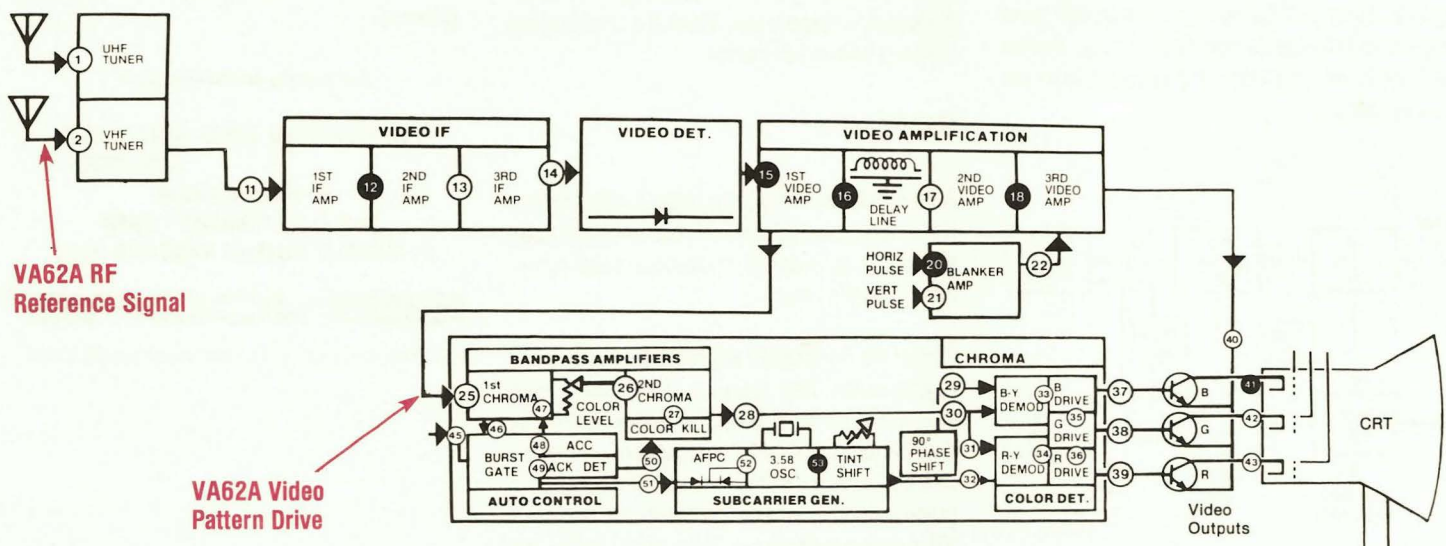 1
UHF
TUNER
2
VHF
TUNER
VA62A RF
Reference Signal
11
VIDEO IF
1ST
IF
AMP
12
2ND
IF
AMP
13
3RD
IF
AMP
14
VIDEO DET.
VIDEO AMPLIFICATION
15
1ST
VIDEO
AMP
16
DELAY
LINE
17
2ND
VIDEO
AMP
18
3RD
VIDEO
AMP
HORIZ
PULSE
20
VERT
PULSE
21
BLANKER
AMP
22
VA62A Video
Pattern Drive
BANDPASS AMPLIFIERS
25
1st
CHROMA
47
COLOR
LEVEL
26
2ND
CHROMA
27
COLOR KILL
28
45
46
BURST
GATE
48
ACC
49
ACK DET
50
51
AUTO CONTROL
AFPC
52
3.58
OSC
53
TINT
SHIFT
SUBCARRIER GEN.
CHROMA
29
30
31
32
90°
PHASE
SHIFT
B-Y
DEMOD
33
B
DRIVE
35
G
DRIVE
R-Y
DEMOD
34
36
R
DRIVE
COLOR DET.
37
38
39
B
G
R
Video
Outputs
40
41
42
43
CRT